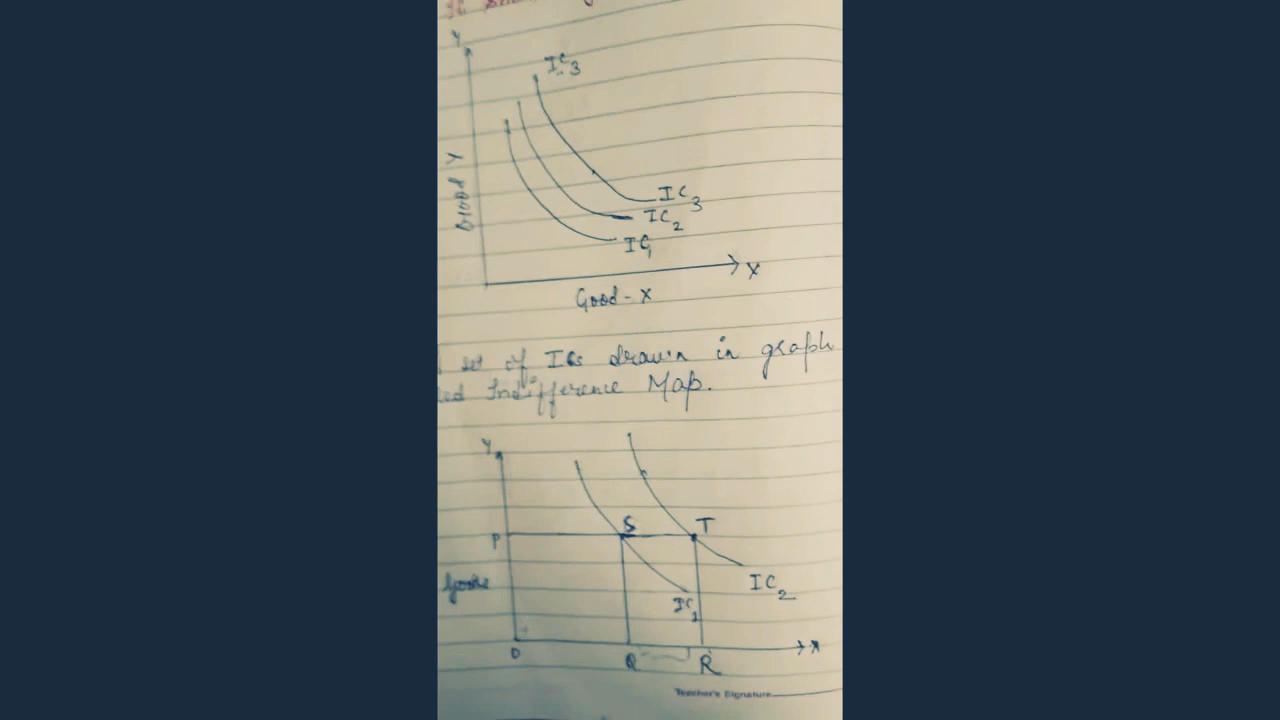 Y
IC3
Good Y
IC3
IC2
IC1
X
Good - X
set of ICs drawn in graph
Indifference Map.
Y
S T
P
IC2
IC1
O Q R X
Teacher's Signature